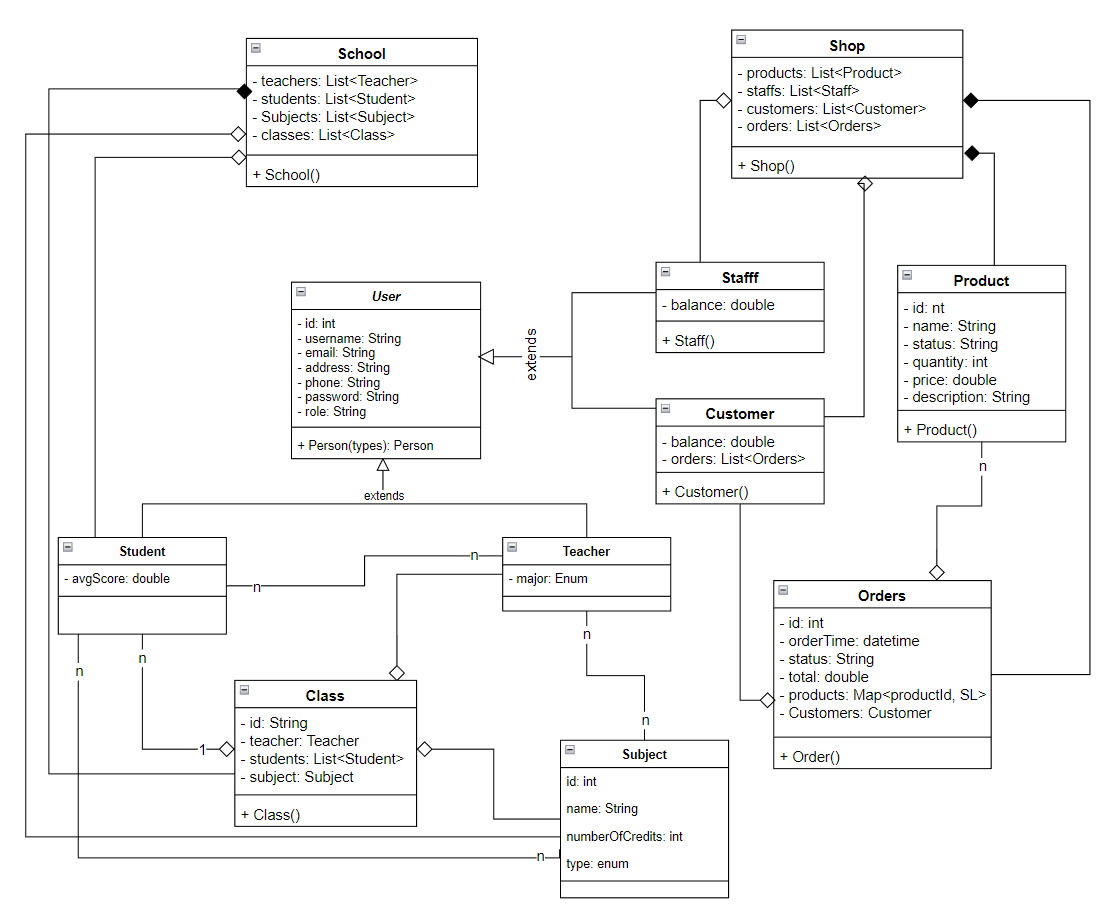 School
- teachers: List<Teacher>
- students: List<Student>
- Subjects: List<Subject>
- classes: List<Class>
+ School()
Shop
- products: List<Product>
- staffs: List<Staff>
- customers: List<Customer>
- orders: List<Orders>
+ Shop()
User
- id: int
- username: String
- email: String
- address: String
- phone: String
- password: String
- role: String
+ Person(types): Person
extends
extends
Stafff
- balance: double
+ Staff()
Product
- id: nt
- name: String
- status: String
- quantity: int
- price: double
- description: String
+ Product()
n
Customer
- balance: double
- orders: List<Orders>
+ Customer()
Student
- avgScore: double
n
n
n
n
Teacher
- major: Enum
n
n
Class
- id: String
- teacher: Teacher
- students: List<Student>
- subject: Subject
+ Class()
1
Subject
id: int
name: String
numberOfCredits: int
type: enum
n
Orders
- id: int
- orderTime: datetime
- status: String
- total: double
- products: Map<productId, SL>
- Customers: Customer
+ Order()